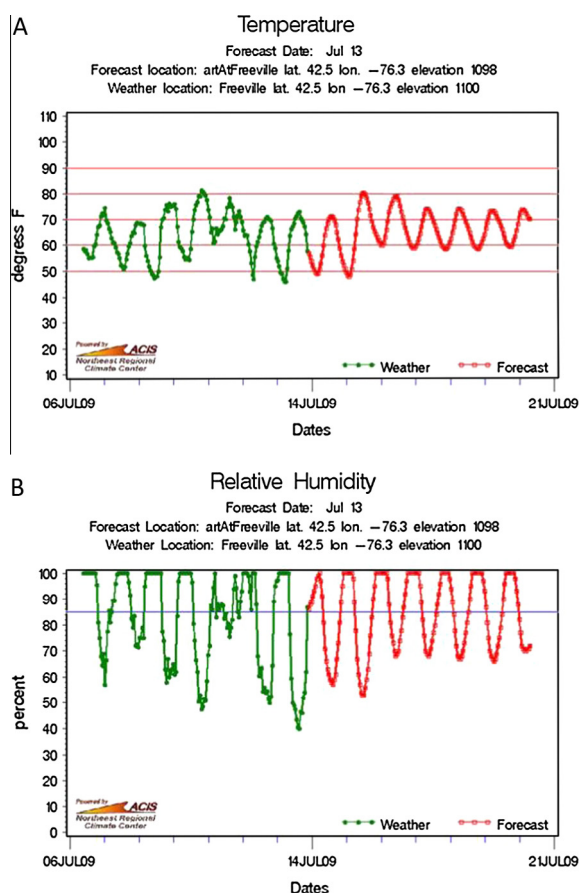 A
Temperature
Forecast Date: Jul 13
Forecast location: artAtFreeville lat. 42.5 lon. −76.3 elevation 1098
Weather location: Freeville lat. 42.5 lon −76.3 elevation 1100
110
100
90
80
70
60
50
40
30
20
10
degress F
Powered by
ACIS
Northeast Regional
Climate Center
Weather
Forecast
06JUL09
14JUL09
21JUL09
Dates
B
Relative Humidity
Forecast Date: Jul 13
Forecast Location: artAtFreeville lat. 42.5 lon. −76.3 elevation 1098
Weather Location: Freeville lat. 42.5 lon −76.3 elevation 1100
100
90
80
70
60
50
40
30
20
10
0
percent
Powered by
ACIS
Northeast Regional
Climate Center
Weather
Forecast
06JUL09
14JUL09
21JUL09
Dates